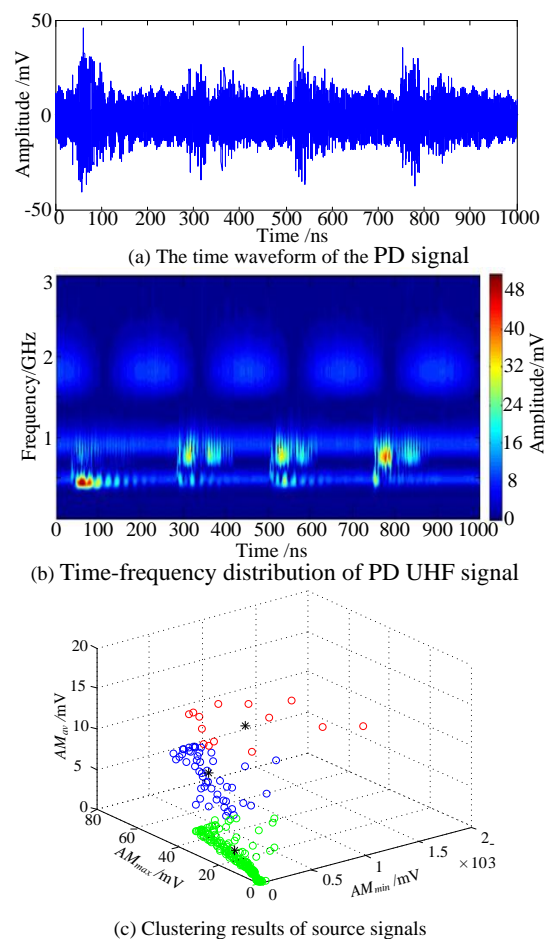 50
0
-50
Amplitude /mV
0 100 200 300 400 500 600 700 800 900 1000
Time /ns
(a) The time waveform of the PD signal
3
2
1
Frequency/GHz
0 100 200 300 400 500 600 700 800 900 1000
Time /ns
48
40
32
24
16
8
0
Amplitude/mV
(b) Time-frequency distribution of PD UHF signal
20
15
10
5
0
AMav /mV
80
60
40
20
0
AMmax /mV
0
0.5
1
1.5
2
-
× 103
AMmin /mV
(c) Clustering results of source signals